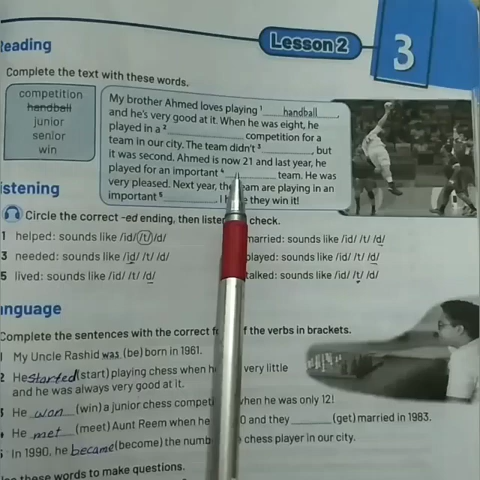 Reading
Lesson 2
3
Complete the text with these words.
competition
handball
junior
senior
win
My brother Ahmed loves playing ¹ handball,
and he's very good at it. When he was eight, he
played in a ²____________ competition for a
team in our city. The team didn't ³__________, but
it was second. Ahmed is now 21 and last year, he
played for an important ⁴__________ team. He was
very pleased. Next year, the team are playing in an
important ⁵__________. I they win it!
istening
Circle the correct -ed ending, then check.
1 helped: sounds like /id/ /t/ /d/
married: sounds like /id/ /t/ /d/
3 needed: sounds like /id/ /t/ /d/
played: sounds like /id/ /t/ /d/
5 lived: sounds like /id/ /t/ /d/
talked: sounds like /id/ /t/ /d/
anguage
Complete the sentences with the correct of the verbs in brackets.
My Uncle Rashid was (be) born in 1961.
2 He started (start) playing chess when very little
and he was always very good at it.
3 He won (win) a junior chess when he was only 12!
He met (meet) Aunt Reem when he and they ______ (get) married in 1983.
In 1990, he became (become) the chess player in our city.
these words to make questions.